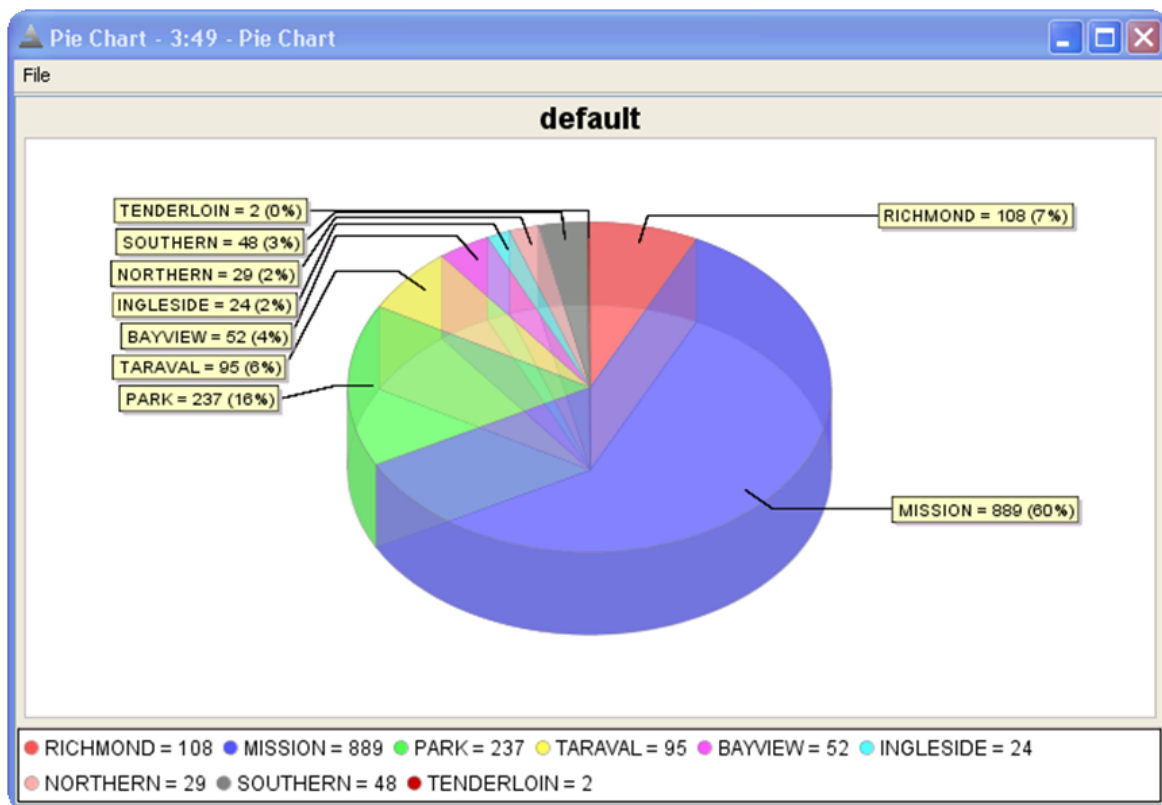 Pie Chart - 3:49 - Pie Chart
File
default
TENDERLOIN = 2 (0%)
RICHMOND = 108 (7%)
SOUTHERN = 48 (3%)
NORTHERN = 29 (2%)
INGLESIDE = 24 (2%)
BAYVIEW = 52 (4%)
TARAVAL = 95 (6%)
PARK = 237 (16%)
MISSION = 889 (60%)
RICHMOND = 108 MISSION = 889 PARK = 237 TARAVAL = 95 BAYVIEW = 52 INGLESIDE = 24
NORTHERN = 29 SOUTHERN = 48 TENDERLOIN = 2